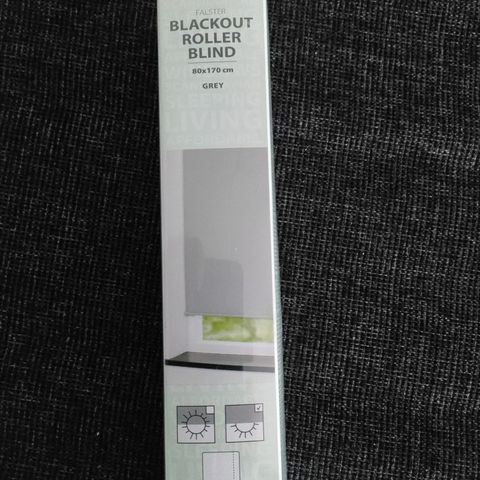 FALSTER
BLACKOUT
ROLLER
BLIND
80x170 cm
GREY
SLEEPING
LIVING